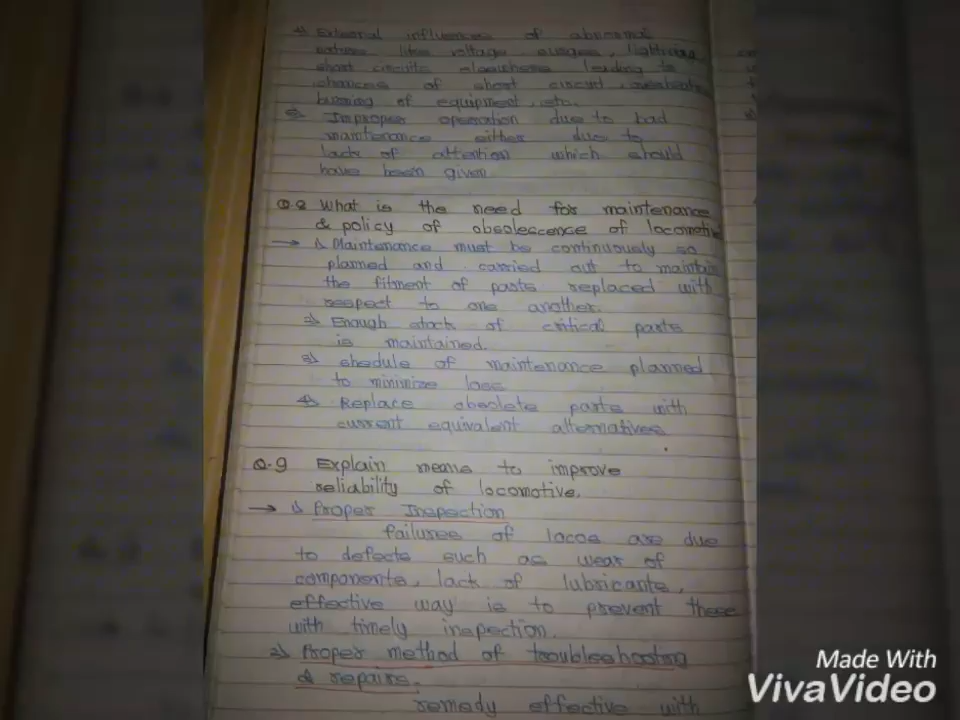 4) External influences of abnormal
nature like voltage surges, lightning
short circuits elsewhere leading to
chances of short circuit, overheating
burning of equipment, etc.
5) Improper operation due to bad
maintenance either due to
lack of attention which should
have been given
Q.8 What is the need for maintenance
& policy of obsolescence of locomotive
→ 1) Maintenance must be continuously so
planned and carried out to maintain
the fitment of parts replaced with
respect to one another.
2) Enough stock of critical parts
is maintained.
3) shedule of maintenance planned
to minimize loss
4) Replace obsolete parts with
current equivalent alternatives
Q.9 Explain means to improve
reliability of locomotive.
→ 1) Proper Inspection
failures of locos are due
to defects such as wear of
components, lack of lubricants,
effective way is to prevent these
with timely inspection.
2) Proper method of troubleshooting
& repairs.
remedy effective with
Made With
VivaVideo